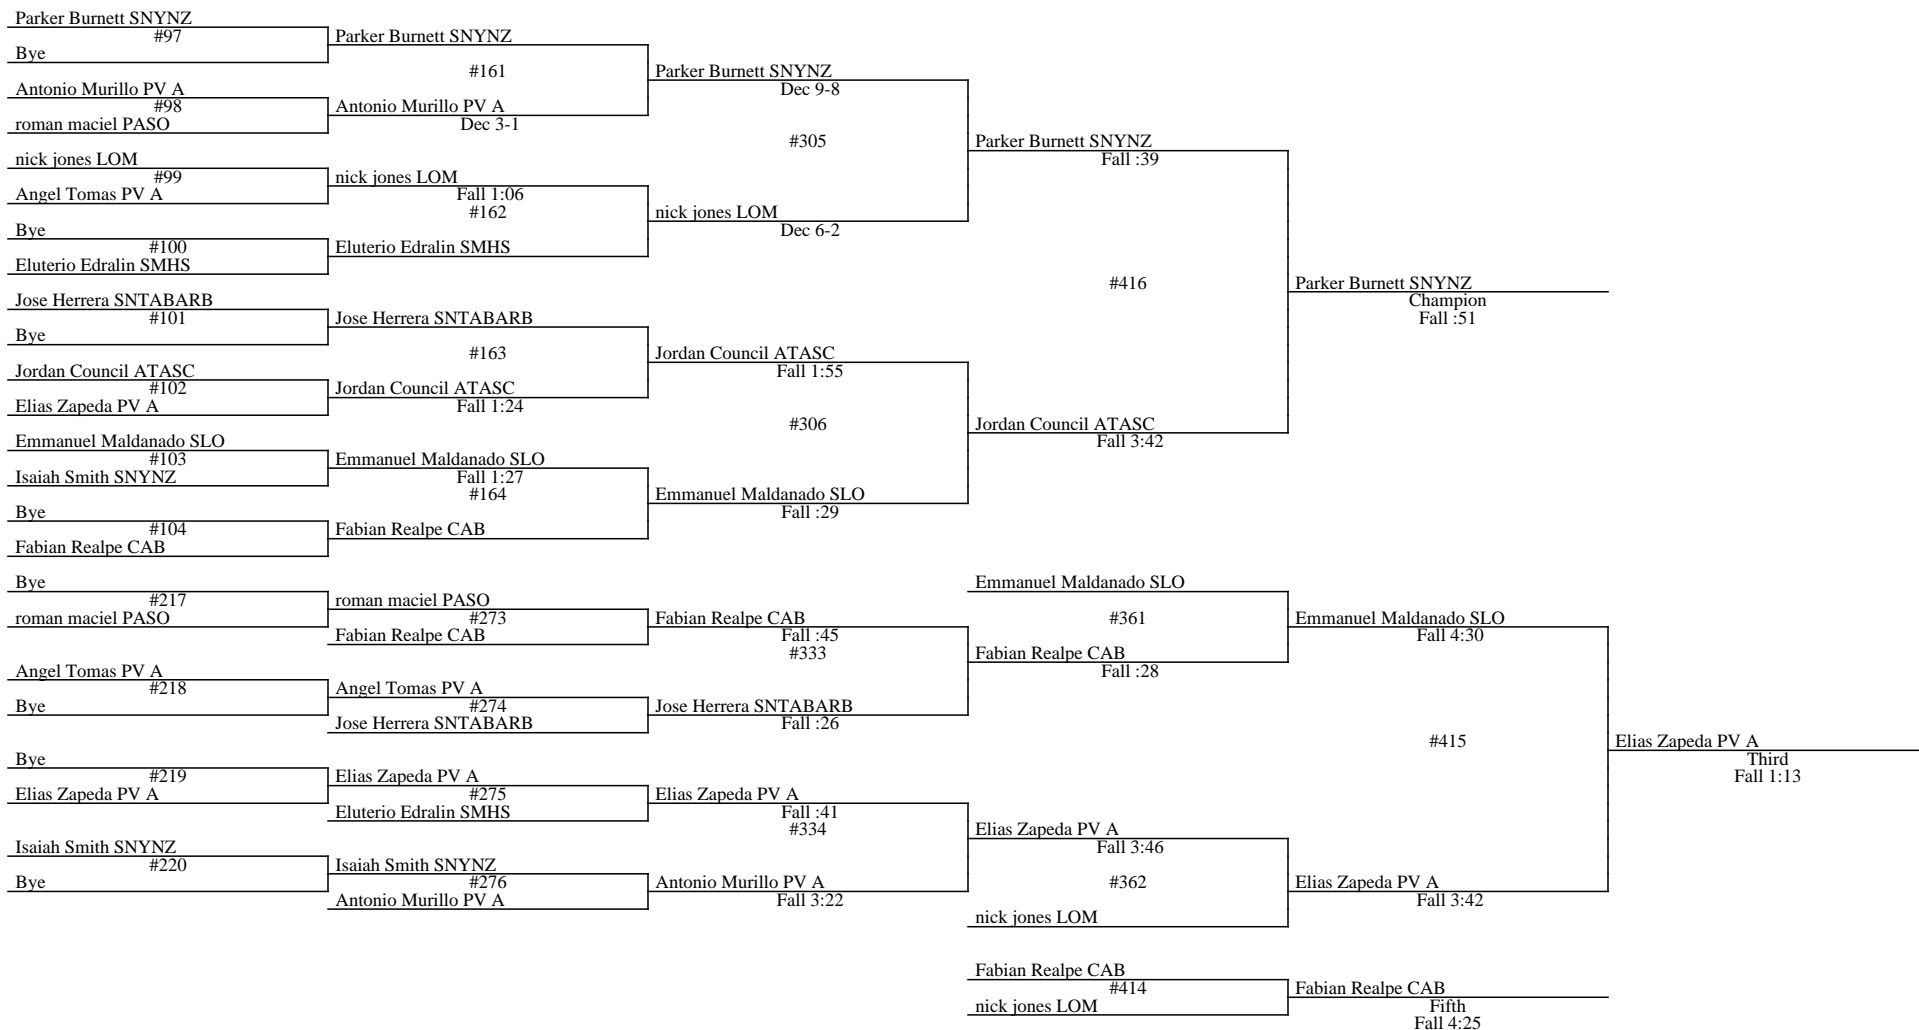 Parker Burnett SNYNZ
#97
Bye
Parker Burnett SNYNZ
#161
Antonio Murillo PV A
#98
roman maciel PASO
Antonio Murillo PV A
Dec 3-1
Parker Burnett SNYNZ
Dec 9-8
#305
nick jones LOM
#99
Angel Tomas PV A
nick jones LOM
Fall 1:06
#162
Bye
#100
Eluterio Edralin SMHS
Eluterio Edralin SMHS
nick jones LOM
Dec 6-2
Parker Burnett SNYNZ
Fall :39
#416
Jose Herrera SNTABARB
#101
Bye
Jose Herrera SNTABARB
#163
Jordan Council ATASC
#102
Elias Zapeda PV A
Jordan Council ATASC
Fall 1:24
Jordan Council ATASC
Fall 1:55
#306
Emmanuel Maldanado SLO
#103
Isaiah Smith SNYNZ
Emmanuel Maldanado SLO
Fall 1:27
#164
Bye
#104
Fabian Realpe CAB
Fabian Realpe CAB
Emmanuel Maldanado SLO
Fall :29
Jordan Council ATASC
Fall 3:42
Parker Burnett SNYNZ
Champion
Fall :51
Bye
#217
roman maciel PASO
roman maciel PASO
#273
Fabian Realpe CAB
Fabian Realpe CAB
Fall :45
#333
Angel Tomas PV A
#218
Bye
Angel Tomas PV A
#274
Jose Herrera SNTABARB
Jose Herrera SNTABARB
Fall :26
Emmanuel Maldanado SLO
#361
Fabian Realpe CAB
Fall :28
Emmanuel Maldanado SLO
Fall 4:30
#415
Bye
#219
Elias Zapeda PV A
Elias Zapeda PV A
#275
Eluterio Edralin SMHS
Elias Zapeda PV A
Fall :41
#334
Isaiah Smith SNYNZ
#220
Bye
Isaiah Smith SNYNZ
#276
Antonio Murillo PV A
Antonio Murillo PV A
Fall 3:22
Elias Zapeda PV A
Fall 3:46
#362
nick jones LOM
Elias Zapeda PV A
Fall 3:42
Elias Zapeda PV A
Third
Fall 1:13
Fabian Realpe CAB
#414
nick jones LOM
Fabian Realpe CAB
Fifth
Fall 4:25